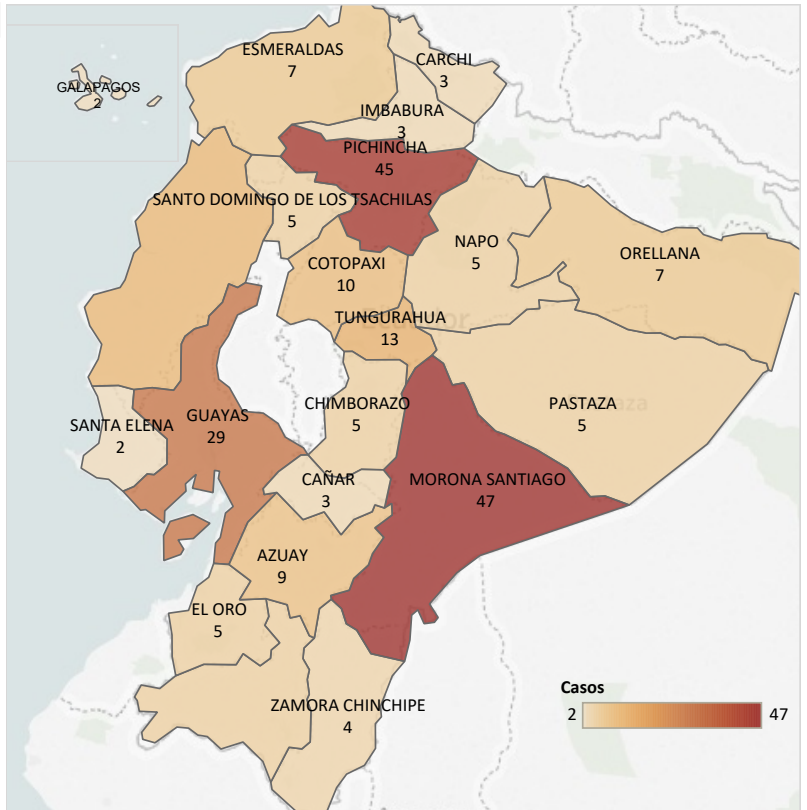 ESMERALDAS
7
CARCHI
3
GALAPAGOS
2
IMBABURA
3
PICHINCHA
45
SANTO DOMINGO DE LOS TSACHILAS
5
NAPO
5
ORELLANA
7
COTOPAXI
10
TUNGURAHUA
13
CHIMBORAZO
5
PASTAZA
5
SANTA ELENA
2
GUAYAS
29
CAÑAR
3
MORONA SANTIAGO
47
AZUAY
9
EL ORO
5
ZAMORA CHINCHIPE
4
Casos
2 47